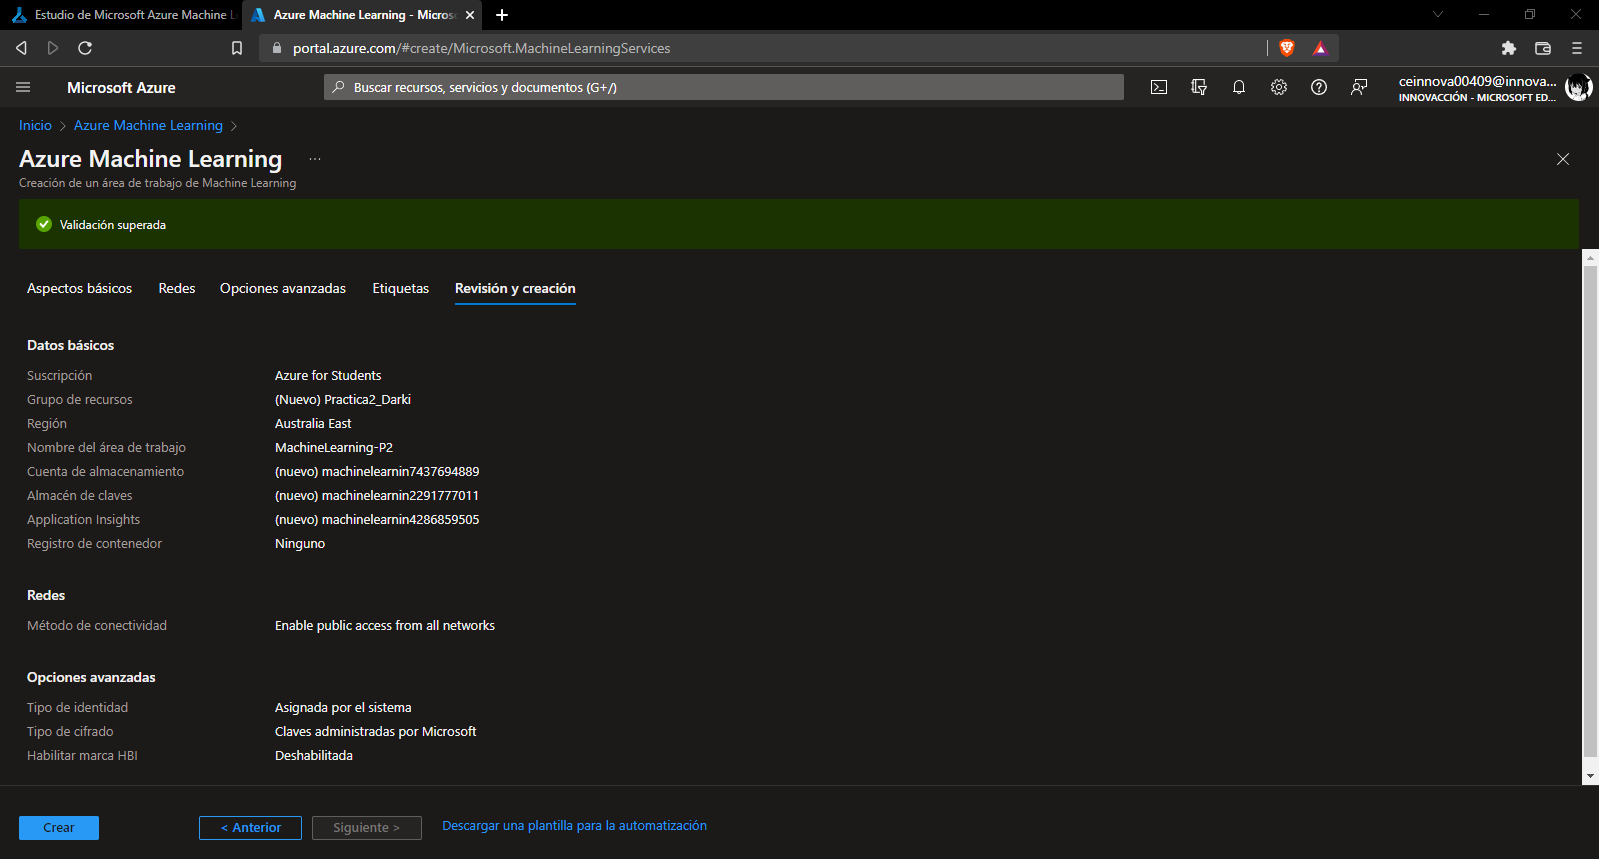 Estudio de Microsoft Azure Machine L
Azure Machine Learning - Micros
portal.azure.com/#create/Microsoft.MachineLearningServices
Microsoft Azure
Buscar recursos, servicios y documentos (G+/)
ceinnova00409@innova...
INNOVACCIÓN - MICROSOFT ED...
Inicio > Azure Machine Learning >
Azure Machine Learning ...
Creación de un área de trabajo de Machine Learning
Validación superada
Aspectos básicos Redes Opciones avanzadas Etiquetas Revisión y creación
Datos básicos
Suscripción Azure for Students
Grupo de recursos (Nuevo) Practica2_Darki
Región Australia East
Nombre del área de trabajo MachineLearning-P2
Cuenta de almacenamiento (nuevo) machinelearnin7437694889
Almacén de claves (nuevo) machinelearnin2291777011
Application Insights (nuevo) machinelearnin4286859505
Registro de contenedor Ninguno
Redes
Método de conectividad Enable public access from all networks
Opciones avanzadas
Tipo de identidad Asignada por el sistema
Tipo de cifrado Claves administradas por Microsoft
Habilitar marca HBI Deshabilitada
Crear < Anterior Siguiente > Descargar una plantilla para la automatización